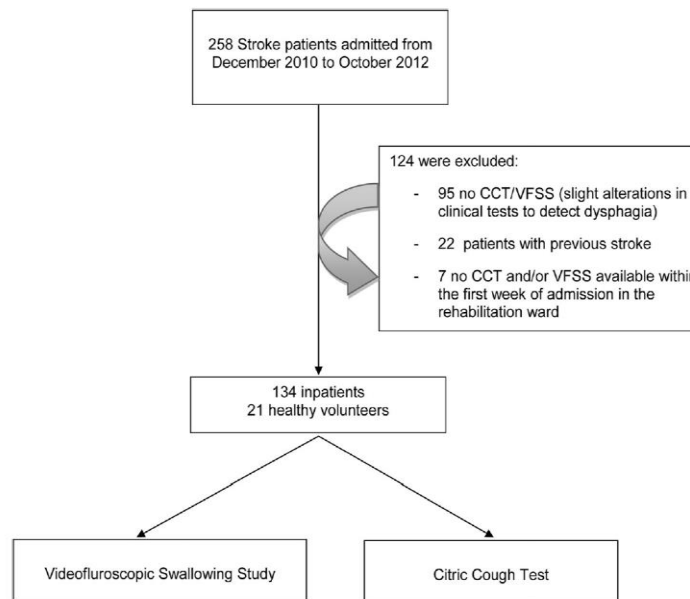 258 Stroke patients admitted from
December 2010 to October 2012
124 were excluded:
- 95 no CCT/VFSS (slight alterations in
clinical tests to detect dysphagia)
- 22 patients with previous stroke
- 7 no CCT and/or VFSS available within
the first week of admission in the
rehabilitation ward
134 inpatients
21 healthy volunteers
Videofluroscopic Swallowing Study
Citric Cough Test